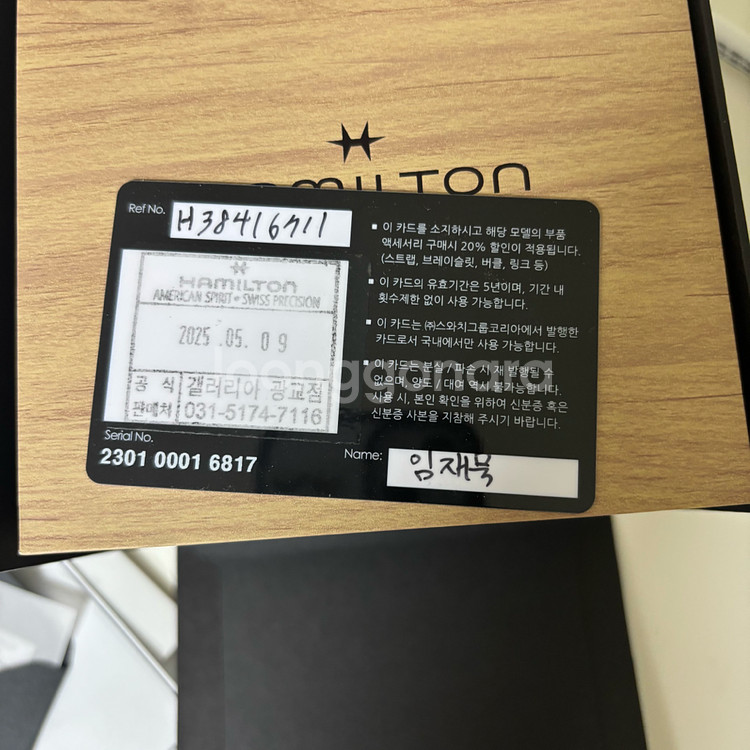 HAMILTON
Ref No. H38416711
HAMILTON
AMERICAN SPIRIT • SWISS PRECISION
2025 .05. 09
공 식 판매처
갤러리아 광교점
031-5174-7116
Serial No.
2301 0001 6817
▪ 이 카드를 소지하시고 해당 모델의 부품
액세서리 구매시 20% 할인이 적용됩니다.
(스트랩, 브레이슬릿, 버클, 링크 등)
▪ 이 카드의 유효기간은 5년이며, 기간 내
횟수제한 없이 사용 가능합니다.
▪ 이 카드는 ㈜스와치그룹코리아에서 발행한
카드로서 국내에서만 사용 가능합니다.
▪ 이 카드는 분실 / 파손 시 재 발행될 수
없으며, 양도 / 대여 역시 불가능합니다.
사용 시, 본인 확인을 위하여 신분증 혹은
신분증 사본을 지참해 주시기 바랍니다.
Name: 임재묵
joonggonara